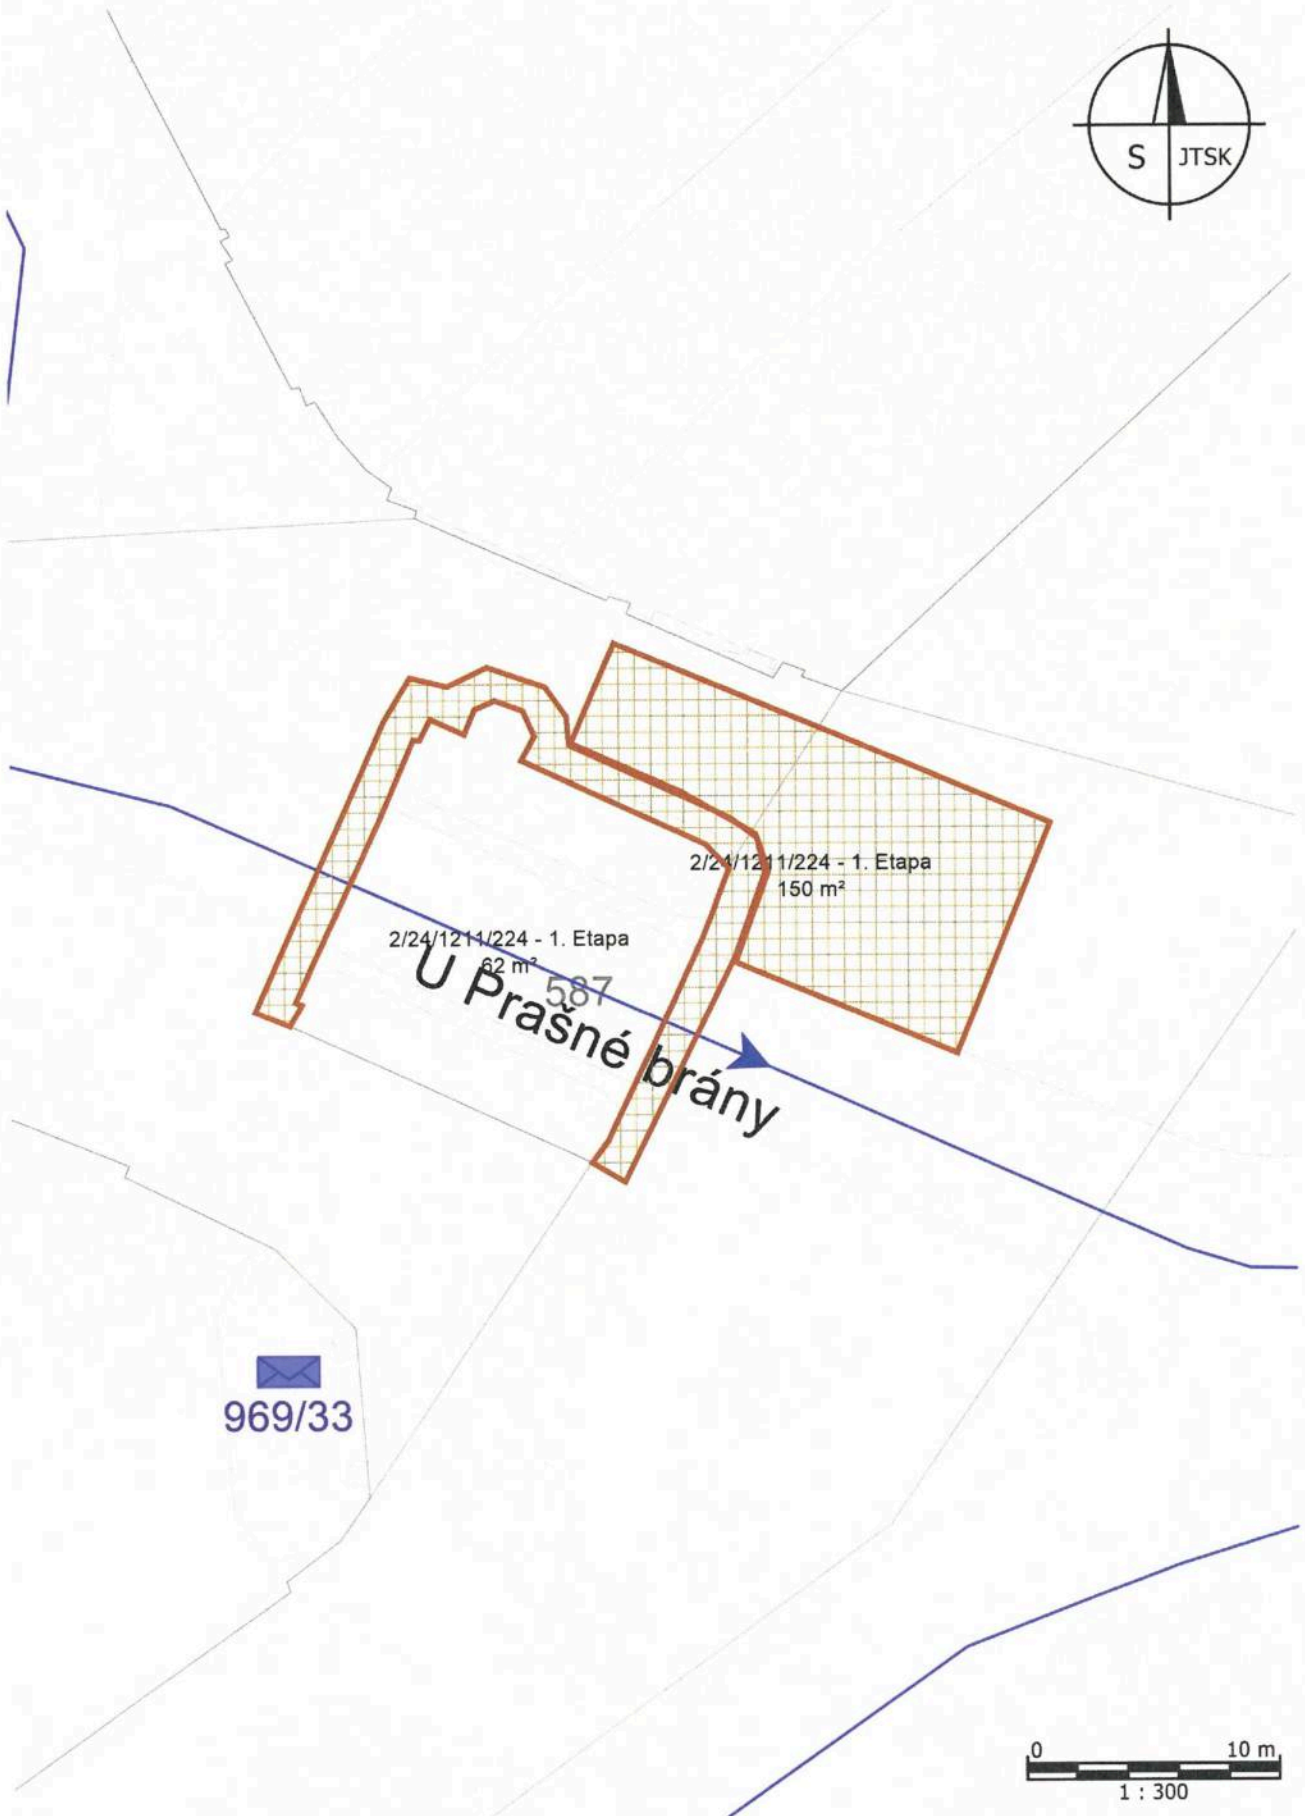 S JTSK
2/24/1211/224 - 1. Etapa
150 m²
2/24/1211/224 - 1. Etapa
62 m²
587
U Prašné brány
969/33
0 10 m
1 : 300